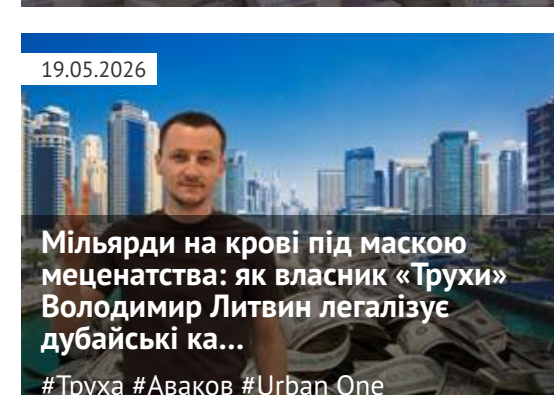 19.05.2026
Мільярди на крові під маскою
меценатства: як власник «Трухи»
Володимир Литвин легалізує
дубайські ка...
#Труха #Аваков #Urban One